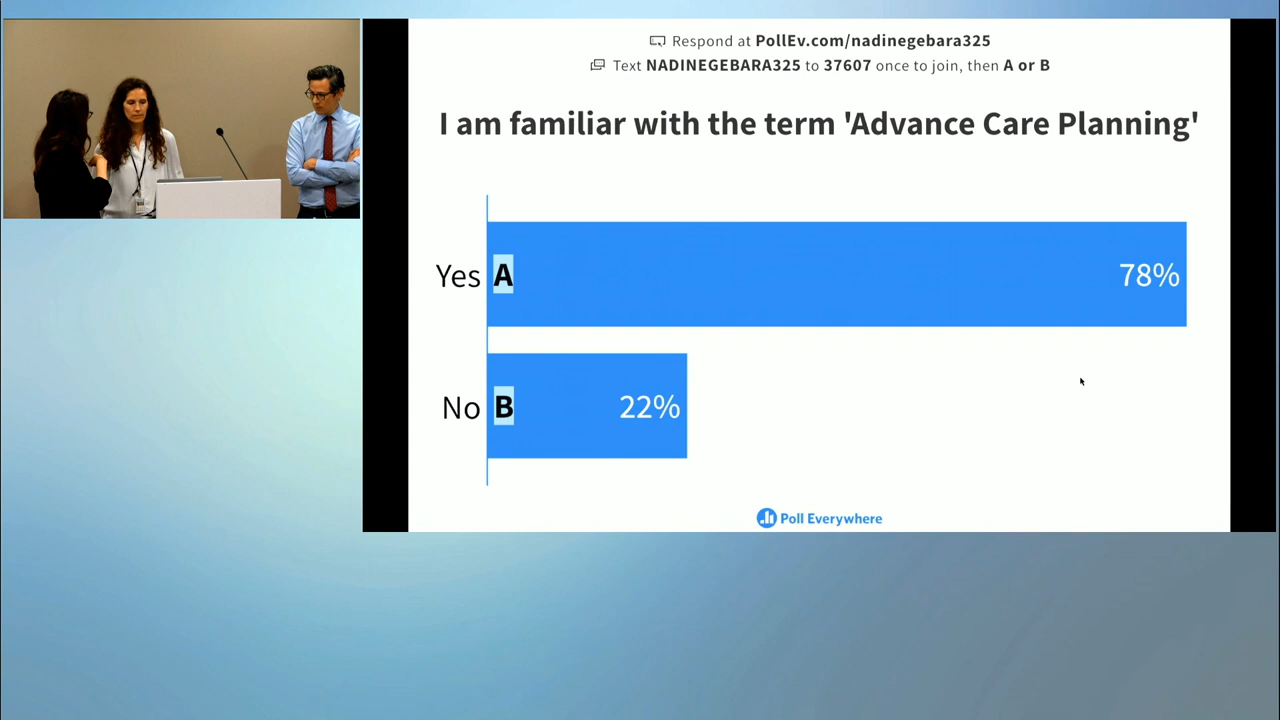 Respond at PollEv.com/nadinegebara325
Text NADINEGEBARA325 to 37607 once to join, then A or B
I am familiar with the term 'Advance Care Planning'
Yes A 78%
No B 22%
Poll Everywhere